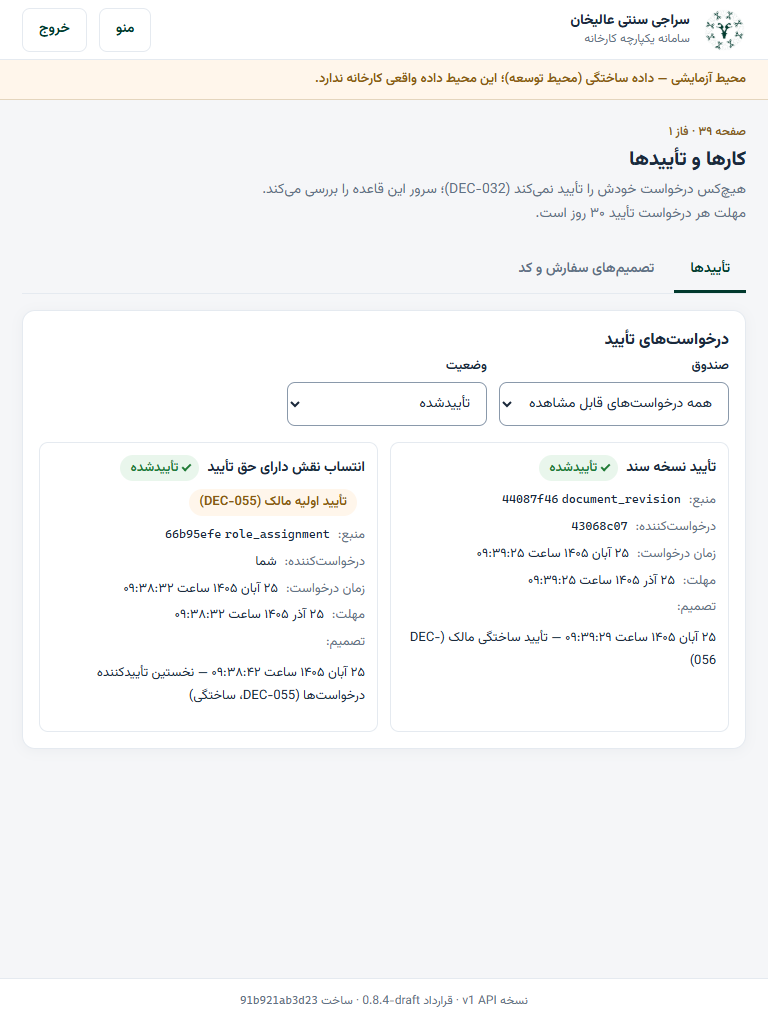 سراجی سنتی عالیخان
سامانه یکپارچه کارخانه
منو
خروج
محیط آزمایشی — داده ساختگی (محیط توسعه)؛ این محیط داده واقعی کارخانه ندارد.
صفحه ۳۹ · فاز ۱
کارها و تأییدها
هیچ‌کس درخواست خودش را تأیید نمی‌کند (DEC-032)؛ سرور این قاعده را بررسی می‌کند.
مهلت هر درخواست تأیید ۳۰ روز است.
تأییدها
تصمیم‌های سفارش و کد
درخواست‌های تأیید
صندوق
وضعیت
همه درخواست‌های قابل مشاهده
تأییدشده
تأیید نسخه سند ✓ تأییدشده
منبع: document_revision 44087f46
درخواست‌کننده: 43068c07
زمان درخواست: ۲۵ آبان ۱۴۰۵ ساعت ۰۹:۳۹:۲۵
مهلت: ۲۵ آذر ۱۴۰۵ ساعت ۰۹:۳۹:۲۵
تصمیم:
۲۵ آبان ۱۴۰۵ ساعت ۰۹:۳۹:۲۹ — تأیید ساختگی مالک (DEC-
056)
انتساب نقش دارای حق تأیید ✓ تأییدشده
تأیید اولیه مالک (DEC-055)
منبع: role_assignment 66b95efe
درخواست‌کننده: شما
زمان درخواست: ۲۵ آبان ۱۴۰۵ ساعت ۰۹:۳۸:۳۲
مهلت: ۲۵ آذر ۱۴۰۵ ساعت ۰۹:۳۸:۳۲
تصمیم:
۲۵ آبان ۱۴۰۵ ساعت ۰۹:۳۸:۴۲ — نخستین تأییدکننده
درخواست‌ها (DEC-055، ساختگی)
نسخه v1 API · قرارداد 0.8.4-draft · ساخت 91b921ab3d23